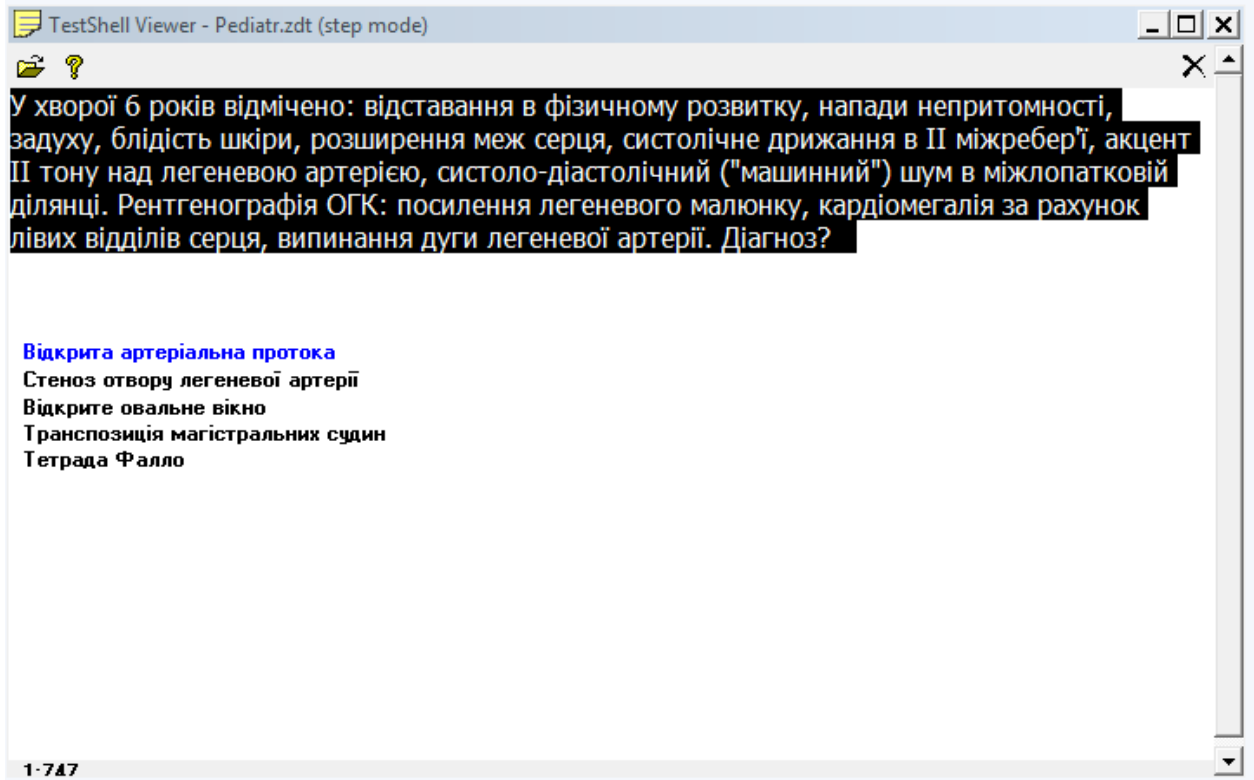 TestShell Viewer - Pediatr.zdt (step mode)
У хворої 6 років відмічено: відставання в фізичному розвитку, напади непритомності,
задуху, блідість шкіри, розширення меж серця, систолічне дрижання в II міжребер'ї, акцент
II тону над легеневою артерією, систоло-діастолічний ("машинний") шум в міжлопатковій
ділянці. Рентгенографія ОГК: посилення легеневого малюнку, кардіомегалія за рахунок
лівих відділів серця, випинання дуги легеневої артерії. Діагноз?
Відкрита артеріальна протока
Стеноз отвору легеневої артерії
Відкрите овальне вікно
Транспозиція магістральних судин
Тетрада Фалло
1-747